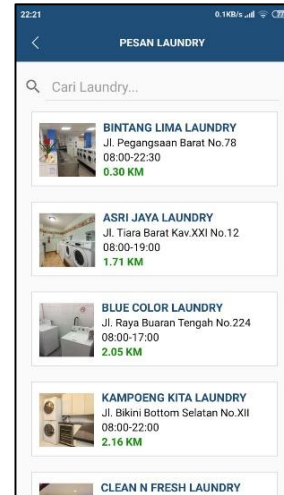 22:21
0.1KB/s
PESAN LAUNDRY
Cari Laundry...
BINTANG LIMA LAUNDRY
Jl. Pegangsaan Barat No.78
08:00-22:30
0.30 KM
ASRI JAYA LAUNDRY
Jl. Tiara Barat Kav.XXI No.12
08:00-19:00
1.71 KM
BLUE COLOR LAUNDRY
Jl. Raya Buaran Tengah No.224
08:00-17:00
2.05 KM
KAMPOENG KITA LAUNDRY
Jl. Bikini Bottom Selatan No.XII
08:00-22:00
2.16 KM
CLEAN N FRESH LAUNDRY